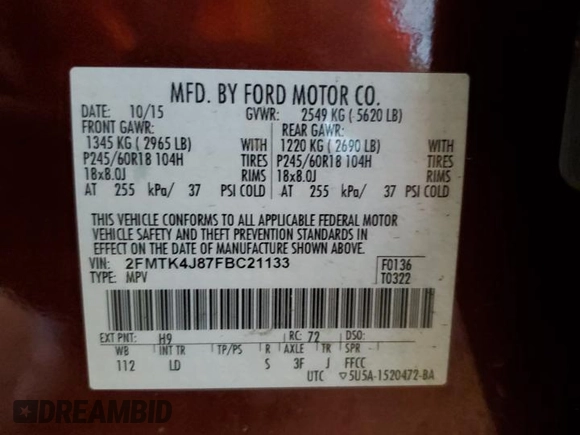 MFD. BY FORD MOTOR CO.
DATE: 10/15 GVWR: 2549 KG ( 5620 LB)
FRONT GAWR: REAR GAWR:
1345 KG ( 2965 LB) WITH 1220 KG ( 2690 LB) WITH
P245/60R18 104H TIRES P245/60R18 104H TIRES
18x8.0J RIMS 18x8.0J RIMS
AT 255 kPa/ 37 PSI COLD AT 255 kPa/ 37 PSI COLD
THIS VEHICLE CONFORMS TO ALL APPLICABLE FEDERAL MOTOR
VEHICLE SAFETY AND THEFT PREVENTION STANDARDS IN
EFFECT ON THE DATE OF MANUFACTURE SHOWN ABOVE.
VIN: 2FMTK4J87FBC21133 F0136
TYPE: MPV T0322
EXT PNT: H9 RC: 72 DSO:
WB INT TR TP/PS R AXLE TR SPR
112 LD S 3F J FFCC
UTC ▽5U5A-1520472-BA
DREAMBID